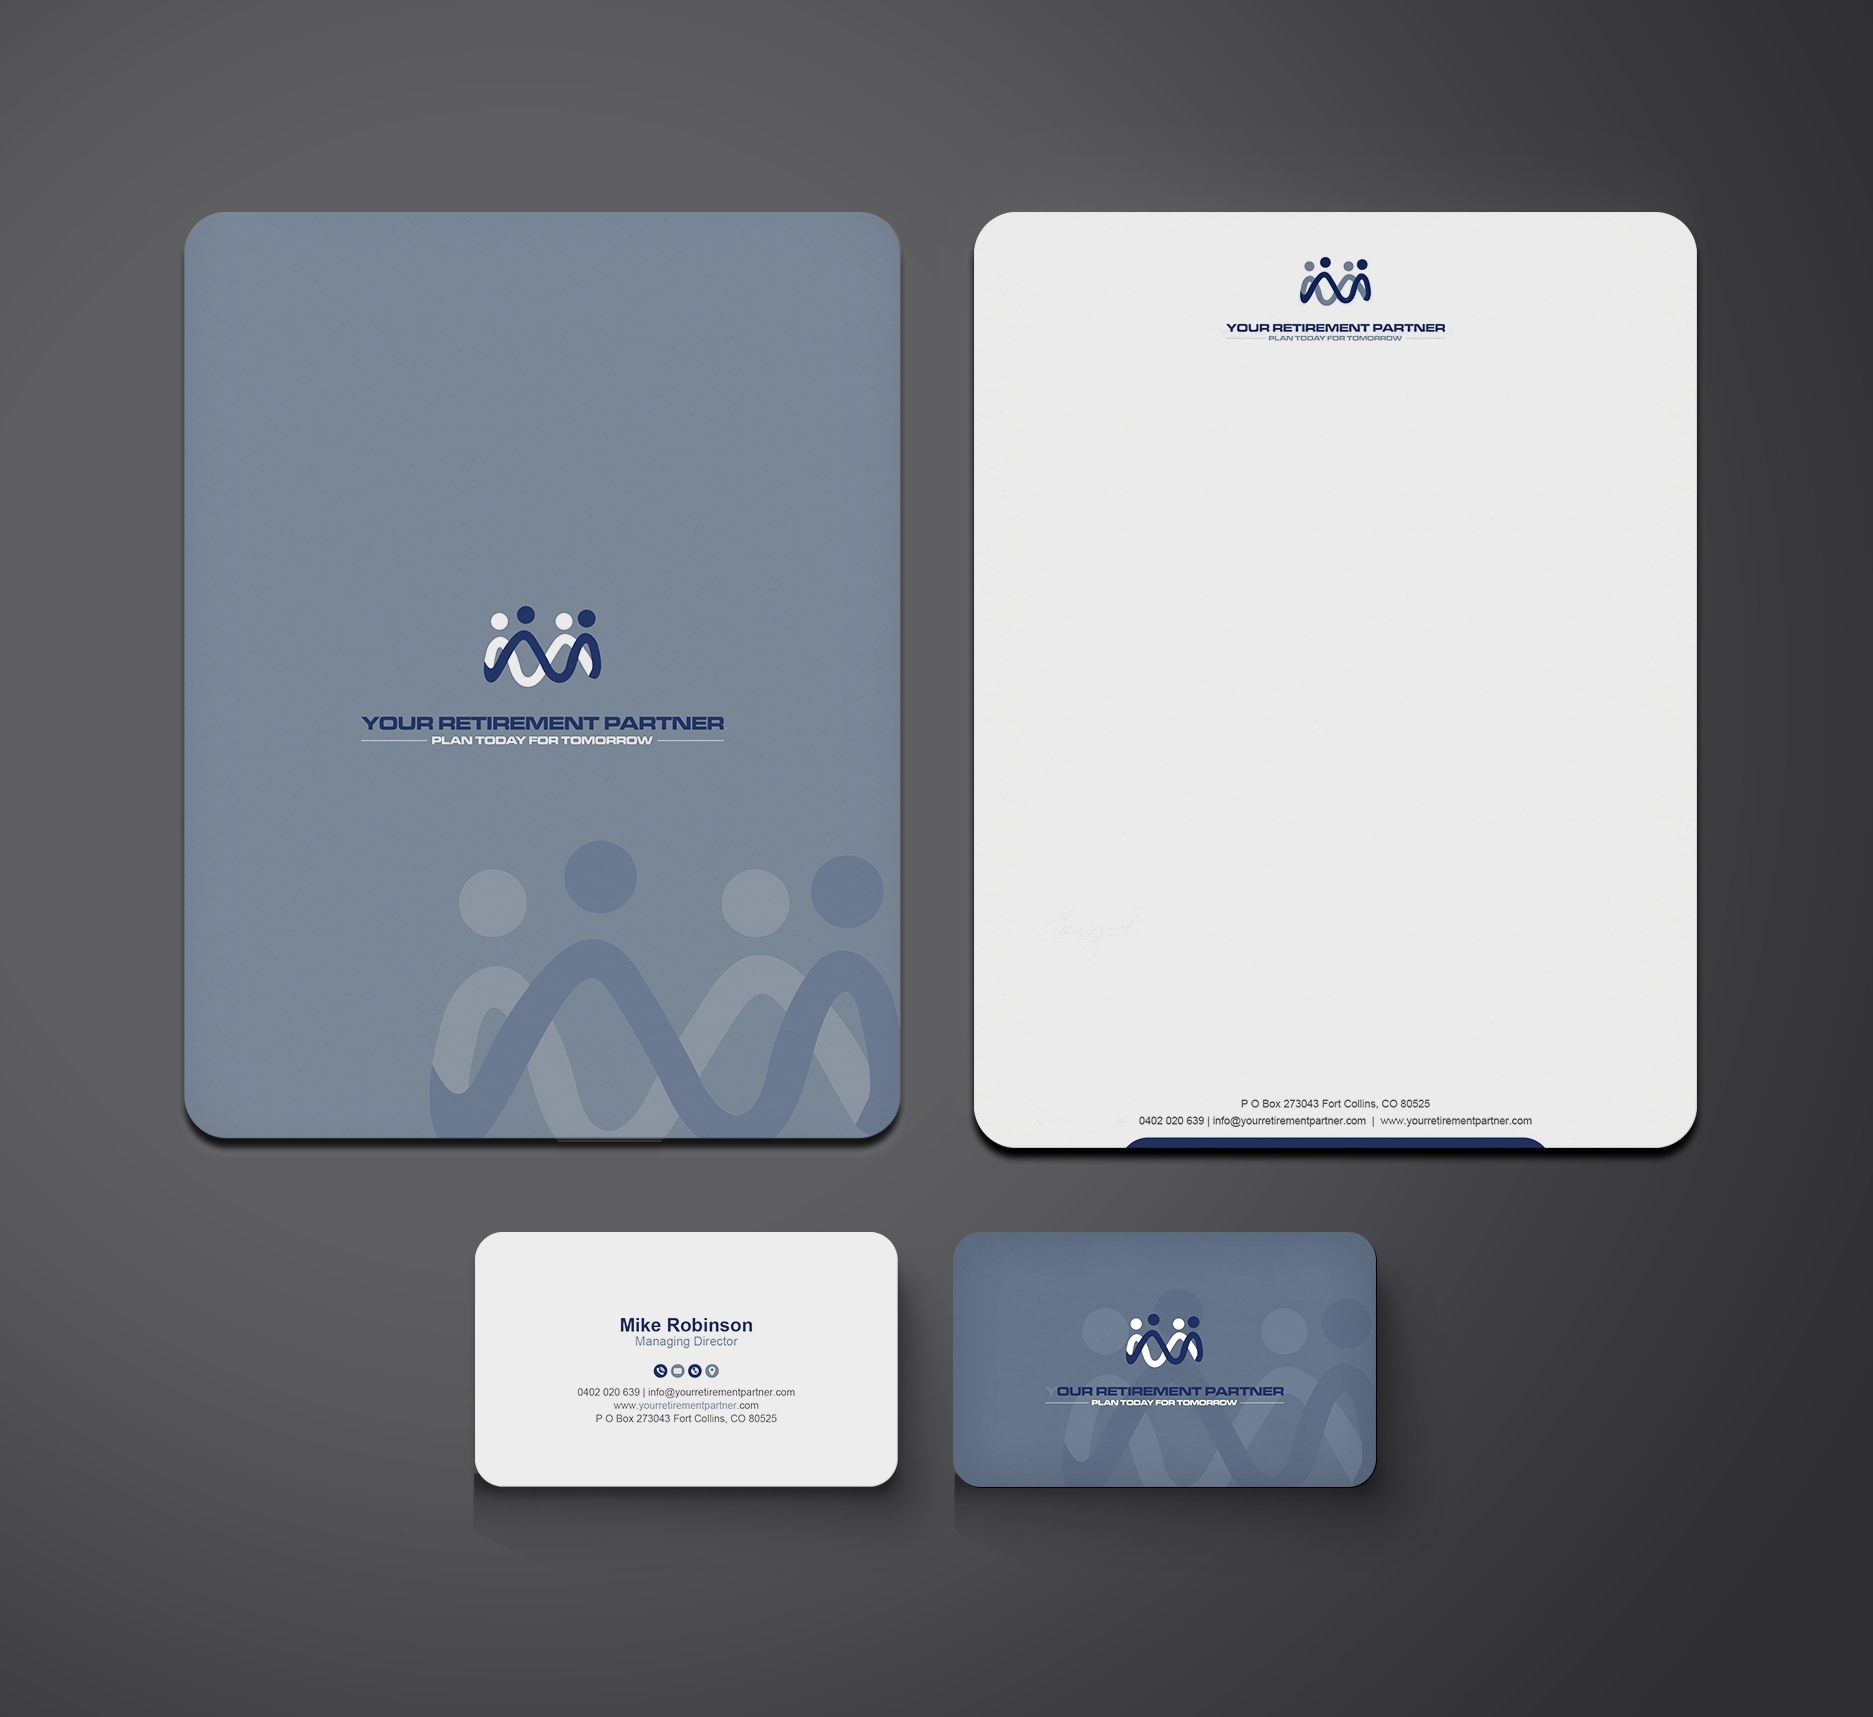 YOUR RETIREMENT PARTNER
PLAN TODAY FOR TOMORROW
YOUR RETIREMENT PARTNER
PLAN TODAY FOR TOMORROW
P O Box 273043 Fort Collins, CO 80525
0402 020 639 | info@yourretirementpartner.com | www.yourretirementpartner.com
Mike Robinson
Managing Director
0402 020 639 | info@yourretirementpartner.com
www.yourretirementpartner.com
P O Box 273043 Fort Collins, CO 80525
YOUR RETIREMENT PARTNER
PLAN TODAY FOR TOMORROW